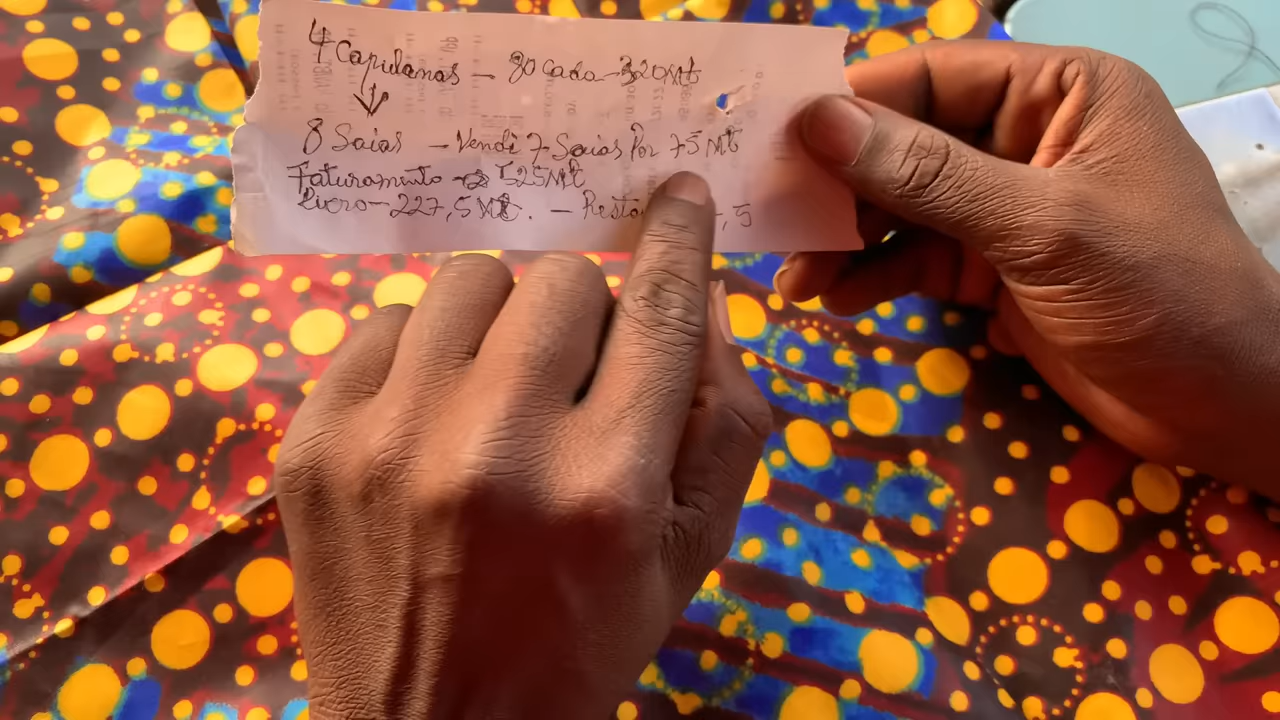 4 Capulanas - 80 Cada - 320Mt
8 Saias - Vendi 7 Saias Por 75 Mt
Faturamento 525Mt
Lucro - 227,5 Mt. - ,5